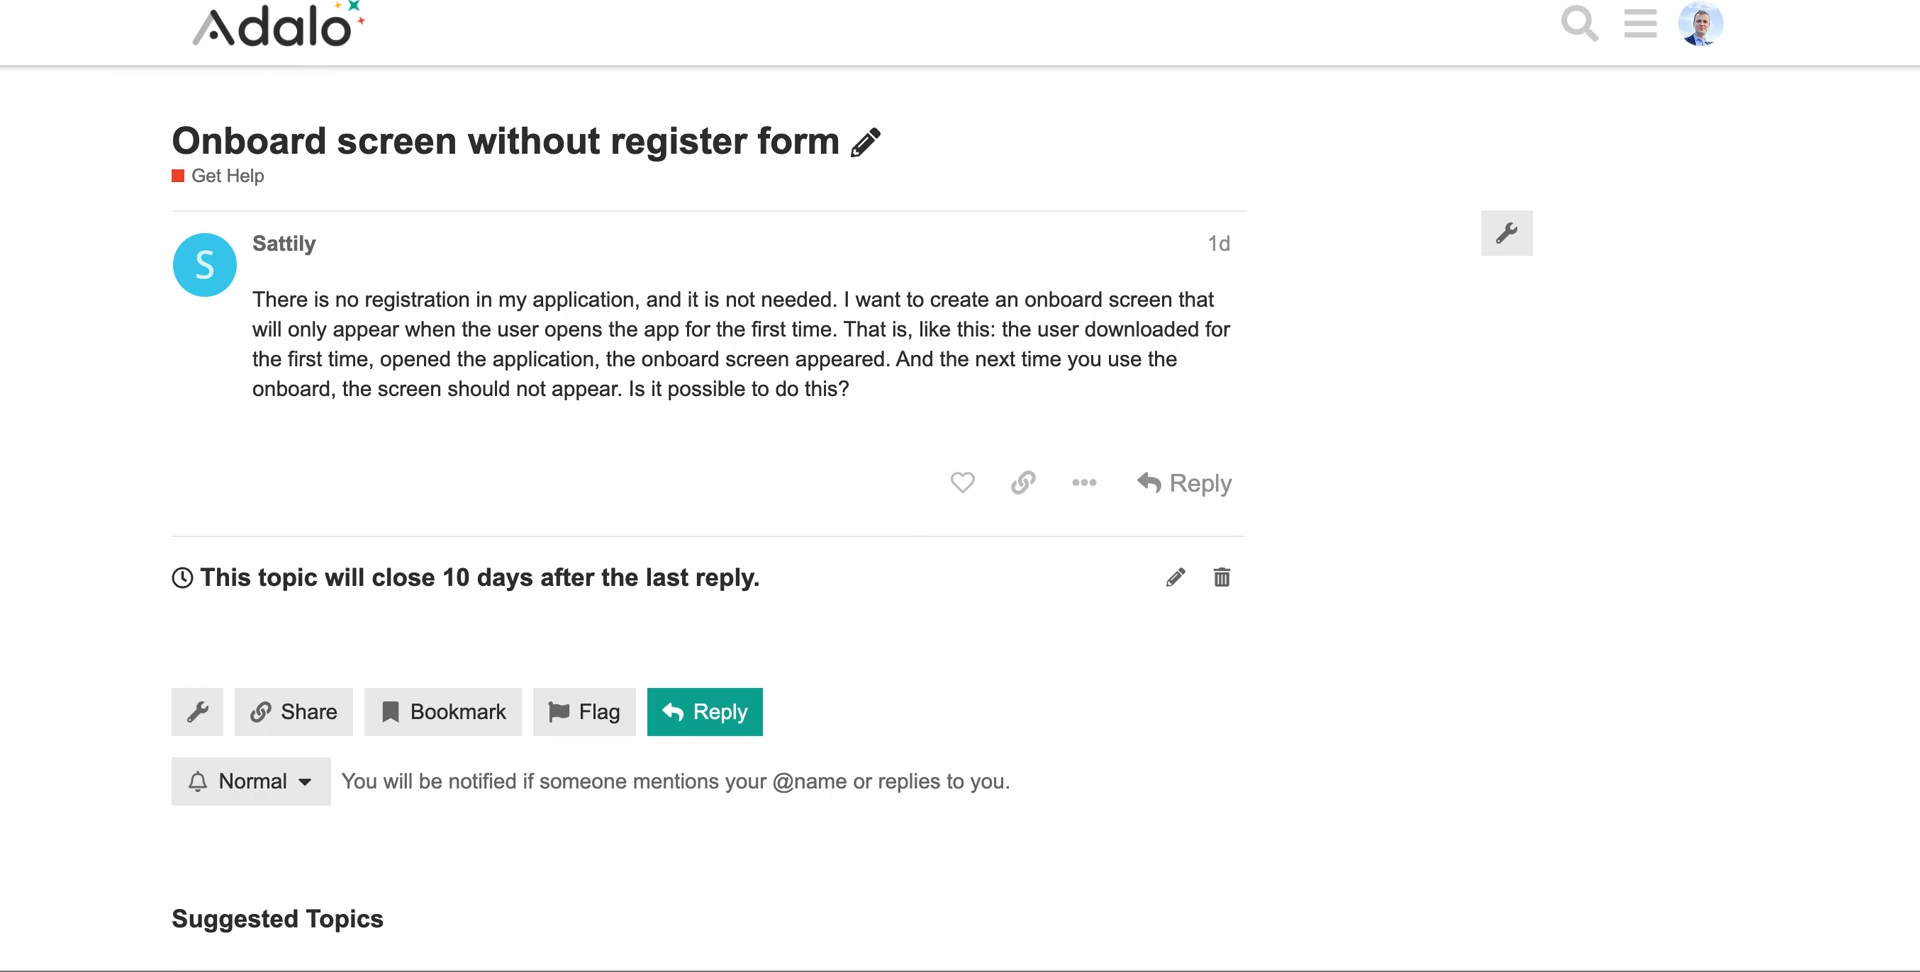 Adalo
Onboard screen without register form
Get Help
S
Sattily
1d
There is no registration in my application, and it is not needed. I want to create an onboard screen that
will only appear when the user opens the app for the first time. That is, like this: the user downloaded for
the first time, opened the application, the onboard screen appeared. And the next time you use the
onboard, the screen should not appear. Is it possible to do this?
Reply
This topic will close 10 days after the last reply.
Share
Bookmark
Flag
Reply
Normal
You will be notified if someone mentions your @name or replies to you.
Suggested Topics